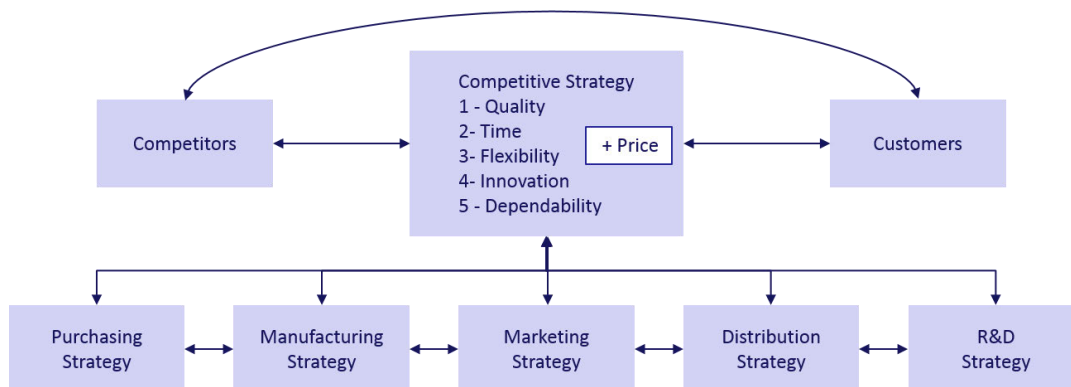 Competitive Strategy
1 - Quality
2- Time
3- Flexibility
4- Innovation
5 - Dependability
+ Price
Competitors
Customers
Purchasing
Strategy
Manufacturing
Strategy
Marketing
Strategy
Distribution
Strategy
R&D
Strategy